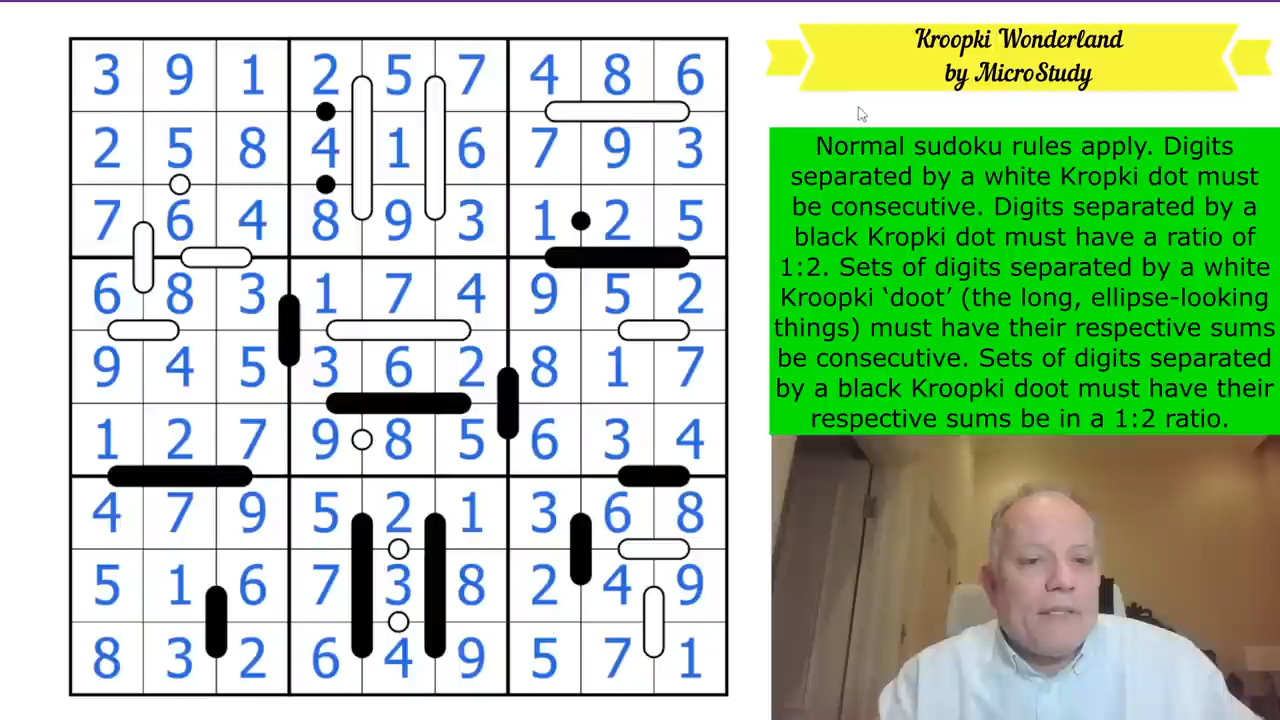 Kroopki Wonderland
by MicroStudy
3 9 1 2 5 7 4 8 6
2 5 8 4 1 6 7 9 3
7 6 4 8 9 3 1 2 5
6 8 3 1 7 4 9 5 2
9 4 5 3 6 2 8 1 7
1 2 7 9 8 5 6 3 4
4 7 9 5 2 1 3 6 8
5 1 6 7 3 8 2 4 9
8 3 2 6 4 9 5 7 1
Normal sudoku rules apply. Digits
separated by a white Kropki dot must
be consecutive. Digits separated by a
black Kropki dot must have a ratio of
1:2. Sets of digits separated by a white
Kroopki ‘doot’ (the long, ellipse-looking
things) must have their respective sums
be consecutive. Sets of digits separated
by a black Kroopki doot must have their
respective sums be in a 1:2 ratio.